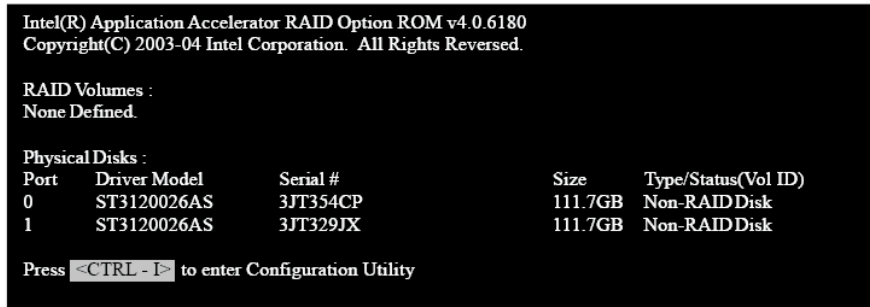 Intel(R) Application Accelerator RAID Option ROM v4.0.6180
Copyright(C) 2003-04 Intel Corporation. All Rights Reversed.
RAID Volumes :
None Defined.
Physical Disks :
Port Driver Model Serial # Size Type/Status(Vol ID)
0 ST3120026AS 3JT354CP 111.7GB Non-RAID Disk
1 ST3120026AS 3JT329JX 111.7GB Non-RAID Disk
Press <CTRL - I> to enter Configuration Utility